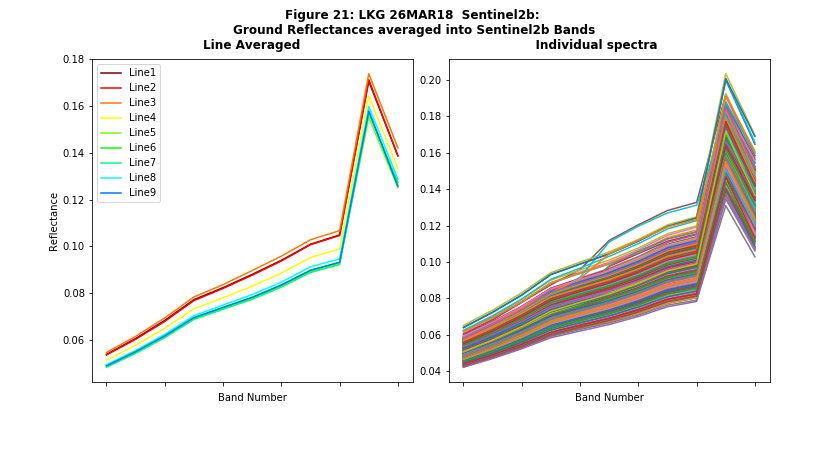 Figure 21: LKG 26MAR18  Sentinel2b:
Ground Reflectances averaged into Sentinel2b Bands
Line Averaged
Individual spectra
0.18
0.16
0.14
0.12
0.10
0.08
0.06
Reflectance
Line1
Line2
Line3
Line4
Line5
Line6
Line7
Line8
Line9
Band Number
0.20
0.18
0.16
0.14
0.12
0.10
0.08
0.06
0.04
Band Number